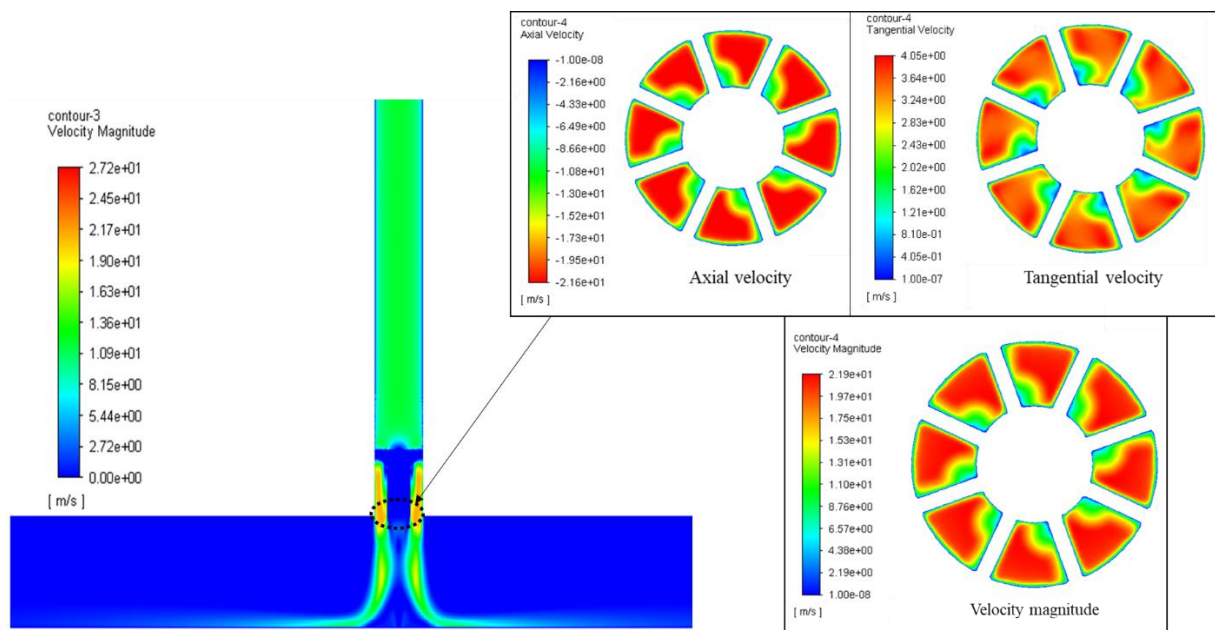 contour-3
Velocity Magnitude
2.72e+01
2.45e+01
2.17e+01
1.90e+01
1.63e+01
1.36e+01
1.09e+01
8.15e+00
5.44e+00
2.72e+00
0.00e+00
[ m/s ]
contour-4
Axial Velocity
-1.00e-08
-2.16e+00
-4.33e+00
-6.49e+00
-8.66e+00
-1.08e+01
-1.30e+01
-1.52e+01
-1.73e+01
-1.95e+01
-2.16e+01
[ m/s ]
Axial velocity
contour-4
Tangential Velocity
4.05e+00
3.64e+00
3.24e+00
2.83e+00
2.43e+00
2.02e+00
1.62e+00
1.21e+00
8.10e-01
4.05e-01
1.00e-07
[ m/s ]
Tangential velocity
contour-4
Velocity Magnitude
2.19e+01
1.97e+01
1.75e+01
1.53e+01
1.31e+01
1.10e+01
8.76e+00
6.57e+00
4.38e+00
2.19e+00
1.00e-08
[ m/s ]
Velocity magnitude